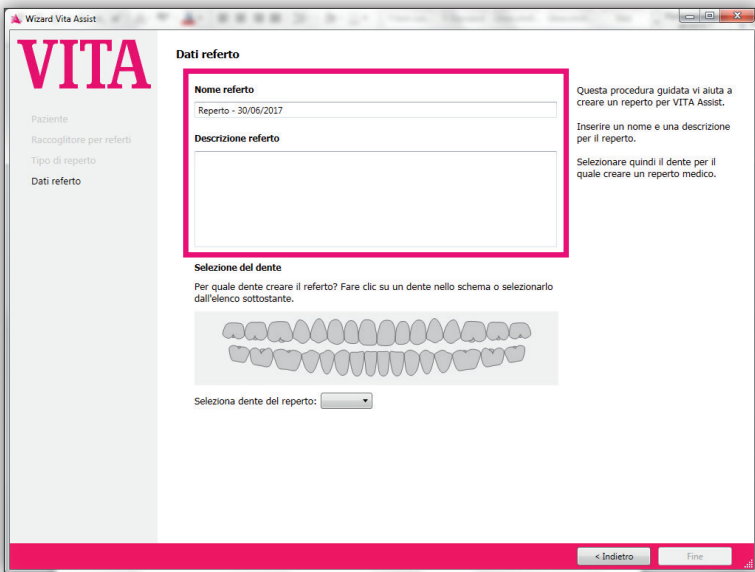 Wizard Vita Assist
VITA
Paziente
Raccoglitore per referti
Tipo di reperto
Dati referto
Dati referto
Nome referto
Reperto - 30/06/2017
Descrizione referto
Questa procedura guidata vi aiuta a
creare un reperto per VITA Assist.
Inserire un nome e una descrizione
per il reperto.
Selezionare quindi il dente per il
quale creare un reperto medico.
Selezione del dente
Per quale dente creare il referto? Fare clic su un dente nello schema o selezionarlo
dall'elenco sottostante.
Seleziona dente del reperto:
< Indietro
Fine